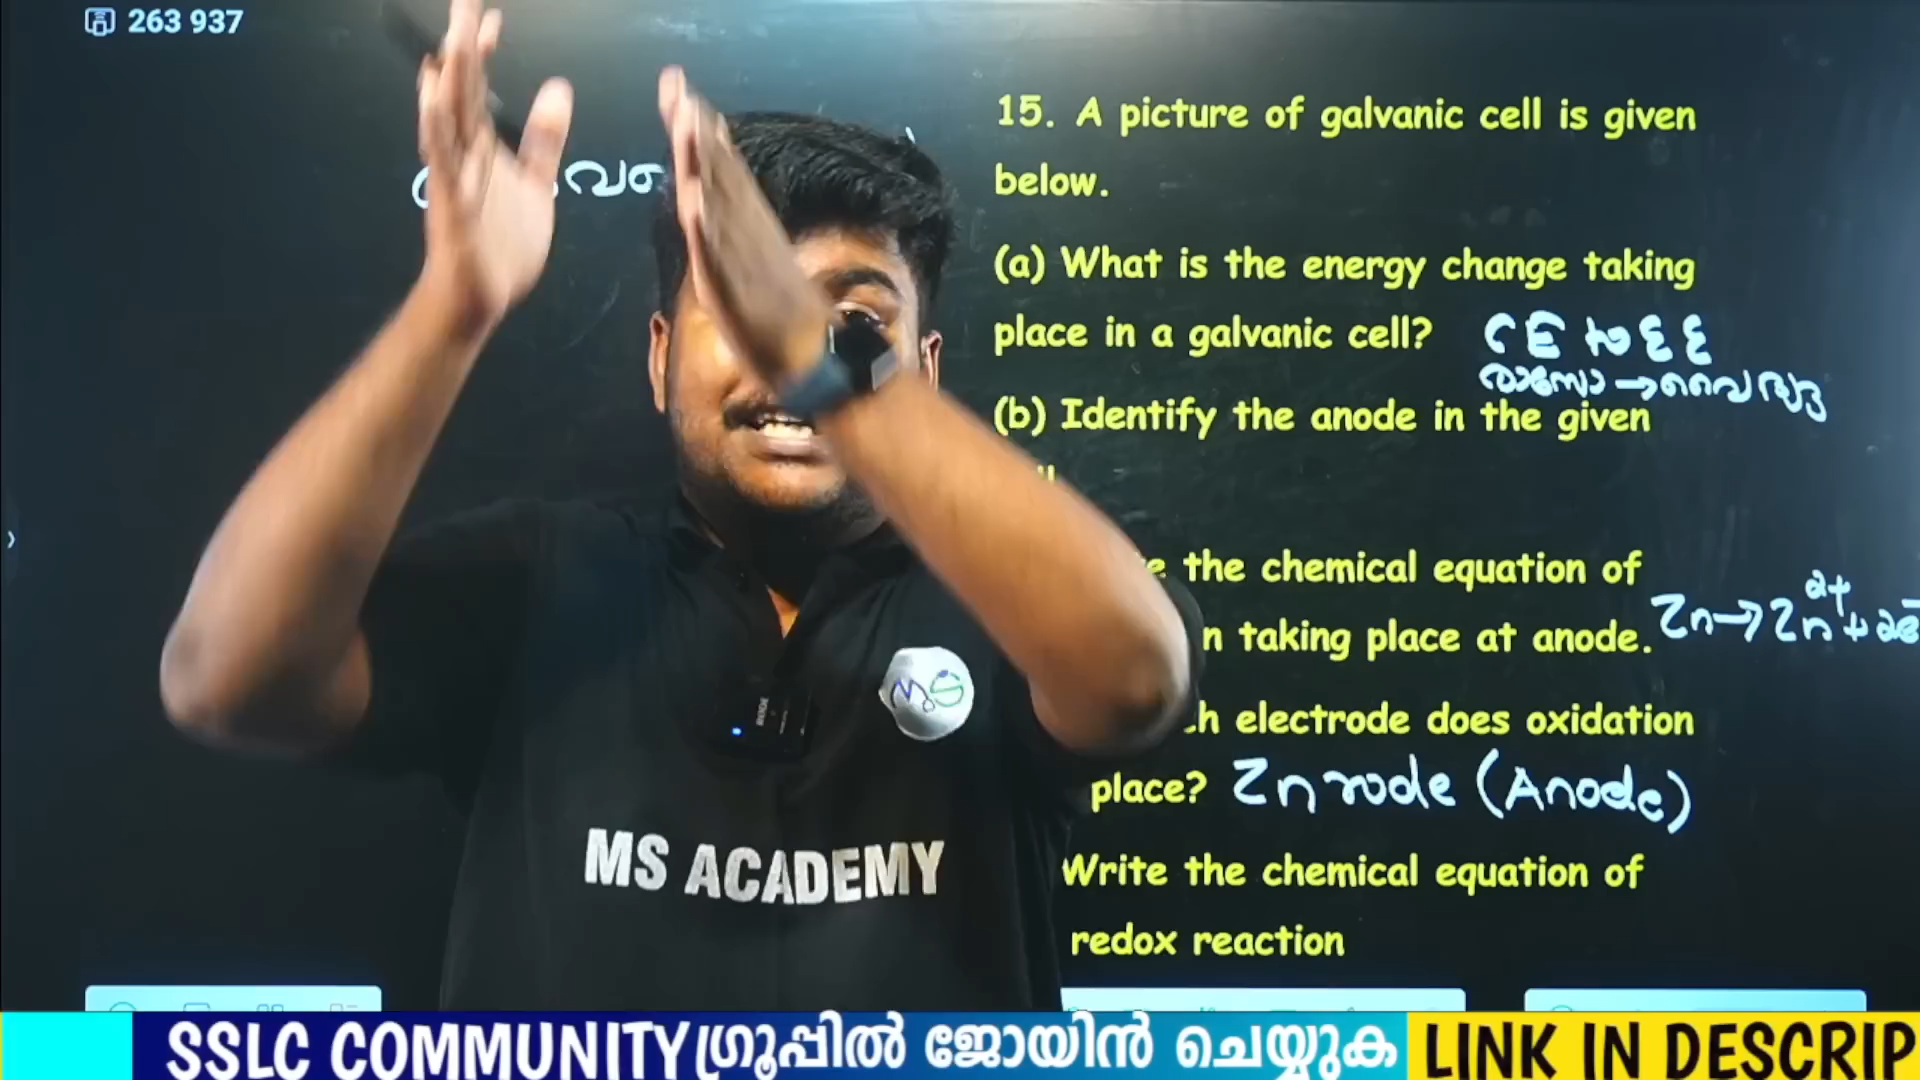 263 937
15. A picture of galvanic cell is given
below.
(a) What is the energy change taking
place in a galvanic cell? CE to EE
രാസോ → വൈദ്യു
(b) Identify the anode in the given
the chemical equation of
taking place at anode. Zn → Zn2+ + 2e-
electrode does oxidation
place? Zn rode (Anode)
Write the chemical equation of
redox reaction
MS
MS ACADEMY
SSLC COMMUNITY ഗ്രൂപ്പിൽ ജോയിൻ ചെയ്യുക LINK IN DESCRIP